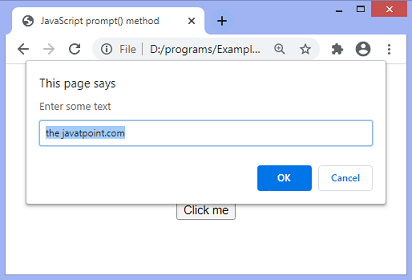 JavaScript prompt() method
File | D:/programs/Exampl...
This page says
Enter some text
the javatpoint.com
OK Cancel
Click me